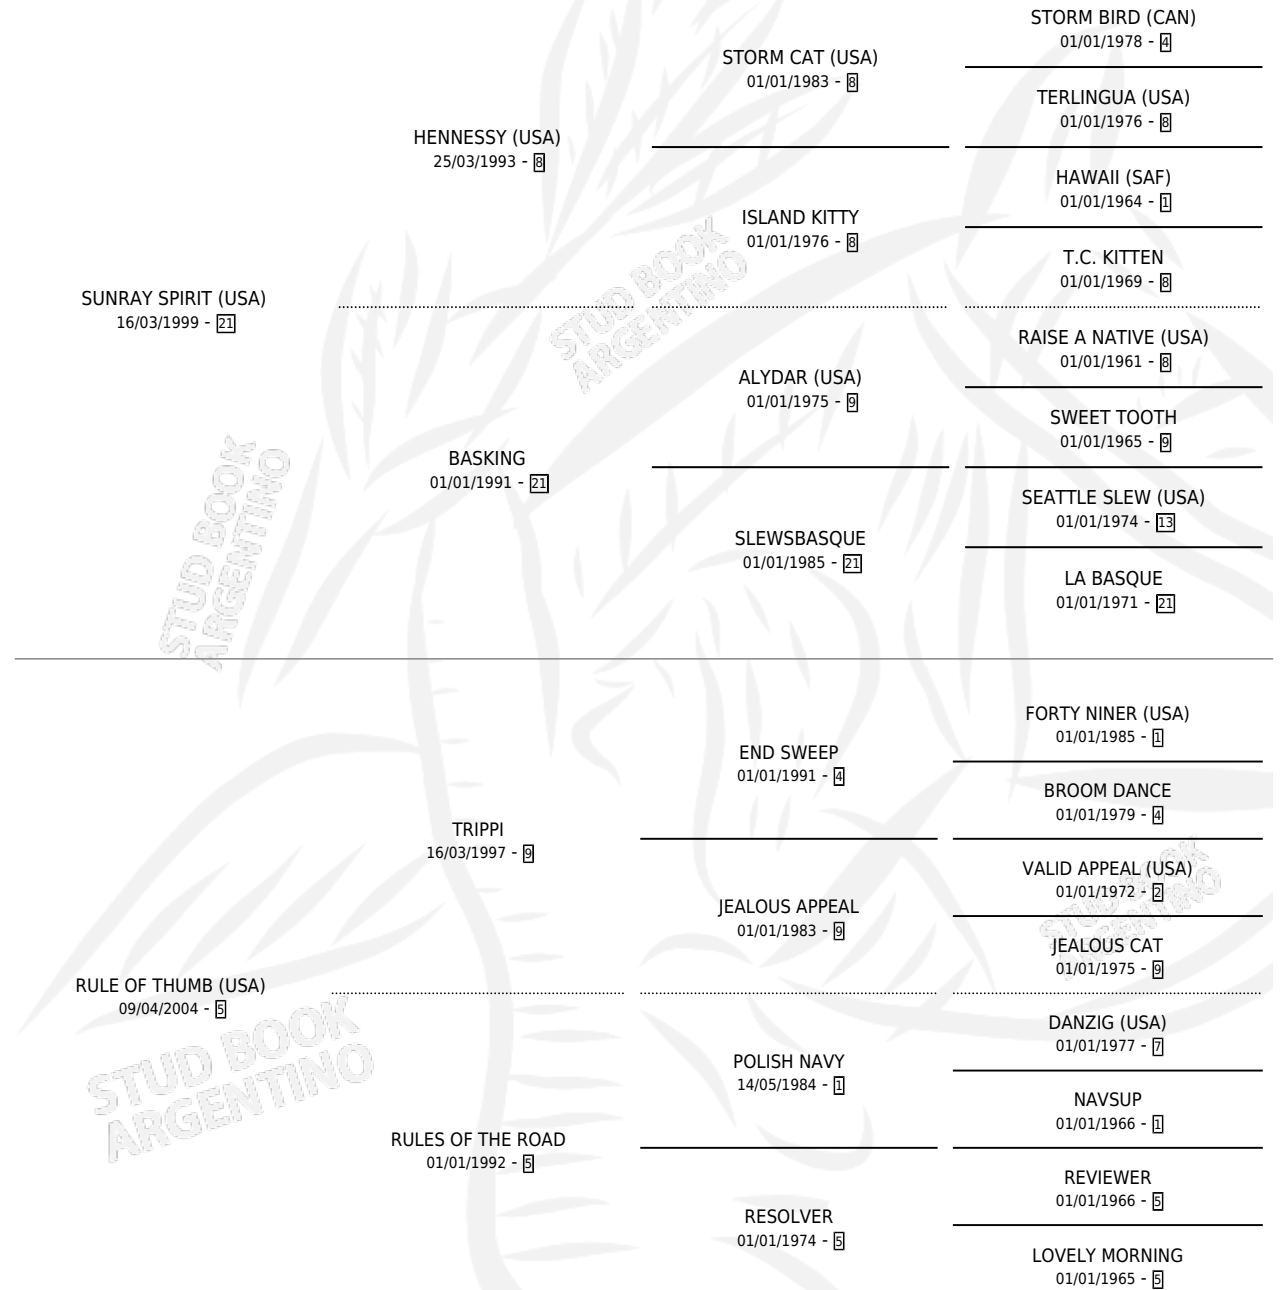 STORM BIRD (CAN)
01/01/1978 - 4
STORM CAT (USA)
01/01/1983 - 8
TERLINGUA (USA)
01/01/1976 - 8
HENNESSY (USA)
25/03/1993 - 8
HAWAII (SAF)
01/01/1964 - 1
ISLAND KITTY
01/01/1976 - 8
T.C. KITTEN
01/01/1969 - 8
SUNRAY SPIRIT (USA)
16/03/1999 - 21
RAISE A NATIVE (USA)
01/01/1961 - 8
ALYDAR (USA)
01/01/1975 - 9
SWEET TOOTH
01/01/1965 - 9
BASKING
01/01/1991 - 21
SEATTLE SLEW (USA)
01/01/1974 - 13
SLEWSBASQUE
01/01/1985 - 21
LA BASQUE
01/01/1971 - 21
STUD BOOK
ARGENTINO
STUD BOOK
ARGENTINO
FORTY NINER (USA)
01/01/1985 - 1
END SWEEP
01/01/1991 - 4
BROOM DANCE
01/01/1979 - 4
TRIPPI
16/03/1997 - 9
VALID APPEAL (USA)
01/01/1972 - 2
JEALOUS APPEAL
01/01/1983 - 9
JEALOUS CAT
01/01/1975 - 9
STUD BOOK
ARGENTINO
RULE OF THUMB (USA)
09/04/2004 - 5
DANZIG (USA)
01/01/1977 - 7
POLISH NAVY
14/05/1984 - 1
NAVSUP
01/01/1966 - 1
RULES OF THE ROAD
01/01/1992 - 5
REVIEWER
01/01/1966 - 5
RESOLVER
01/01/1974 - 5
LOVELY MORNING
01/01/1965 - 5
STUD BOOK
ARGENTINO